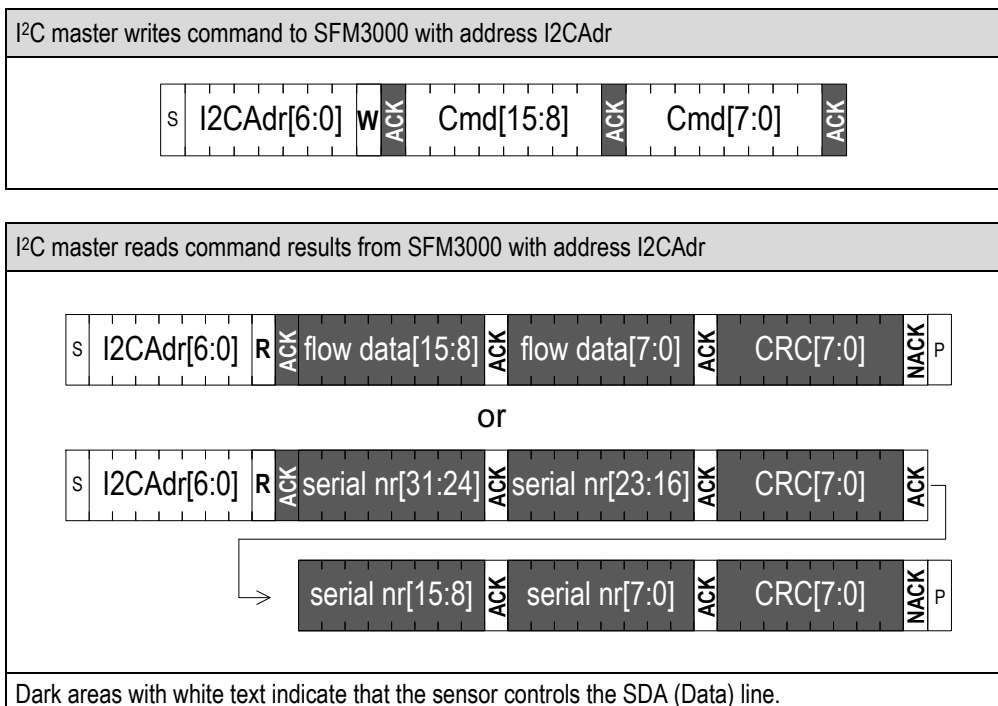 I²C master writes command to SFM3000 with address I2CAdr
S I2CAdr[6:0] W ACK Cmd[15:8] ACK Cmd[7:0] ACK
I²C master reads command results from SFM3000 with address I2CAdr
S I2CAdr[6:0] R ACK flow data[15:8] ACK flow data[7:0] ACK CRC[7:0] NACK P
or
S I2CAdr[6:0] R ACK serial nr[31:24] ACK serial nr[23:16] ACK CRC[7:0] ACK
serial nr[15:8] ACK serial nr[7:0] ACK CRC[7:0] NACK P
Dark areas with white text indicate that the sensor controls the SDA (Data) line.